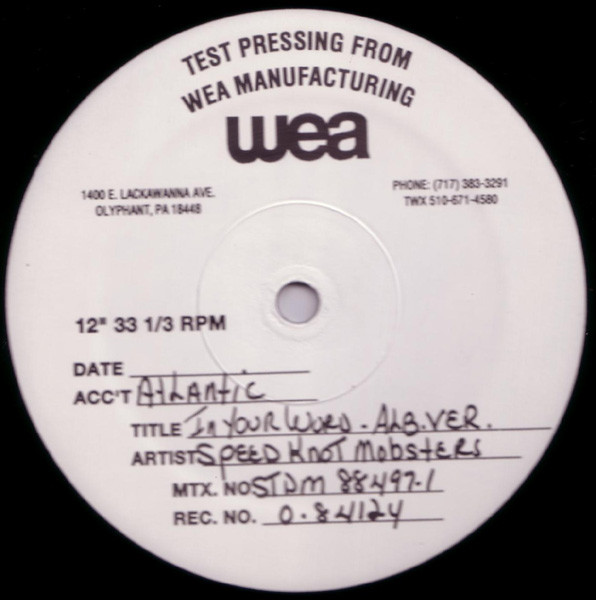 TEST PRESSING FROM
WEA MANUFACTURING
wea
1400 E. LACKAWANNA AVE.
OLYPHANT, PA 18448
PHONE: (717) 383-3291
TWX 510-671-4580
12" 33 1/3 RPM
DATE
ACC'T Atlantic
TITLE In Your Word - Alb. Ver.
ARTIST Speed Knot Mobsters
MTX. NO STDM 88497-1
REC. NO. 0-84124